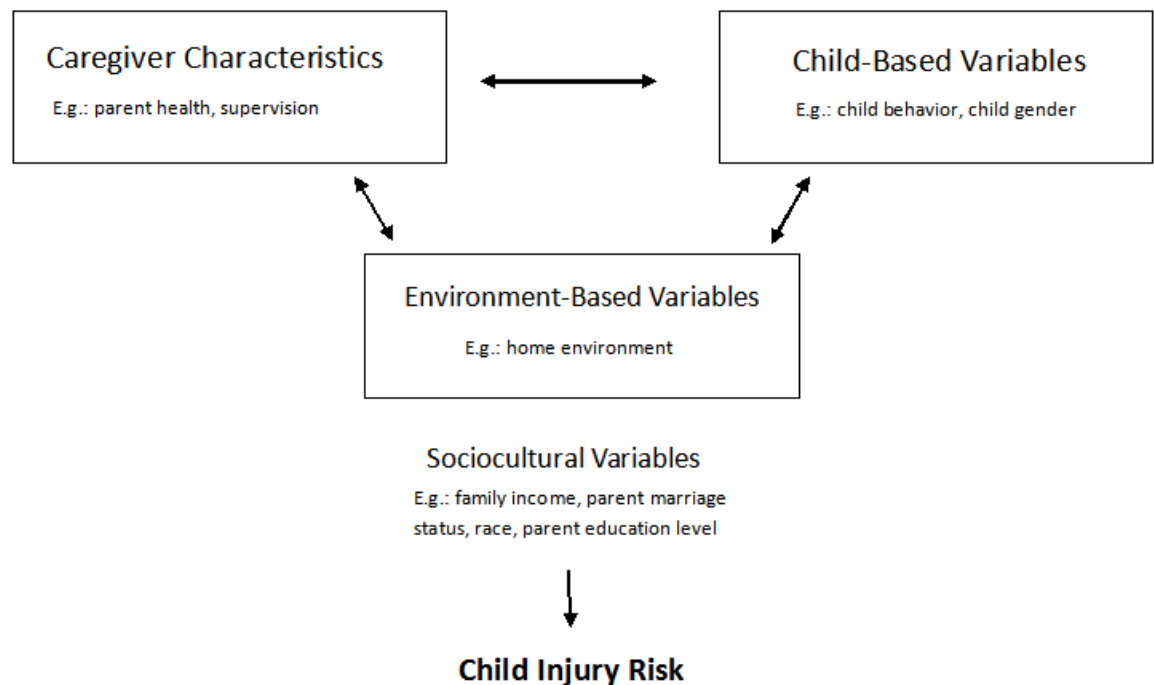 Caregiver Characteristics
E.g.: parent health, supervision
Child-Based Variables
E.g.: child behavior, child gender
Environment-Based Variables
E.g.: home environment
Sociocultural Variables
E.g.: family income, parent marriage
status, race, parent education level
Child Injury Risk